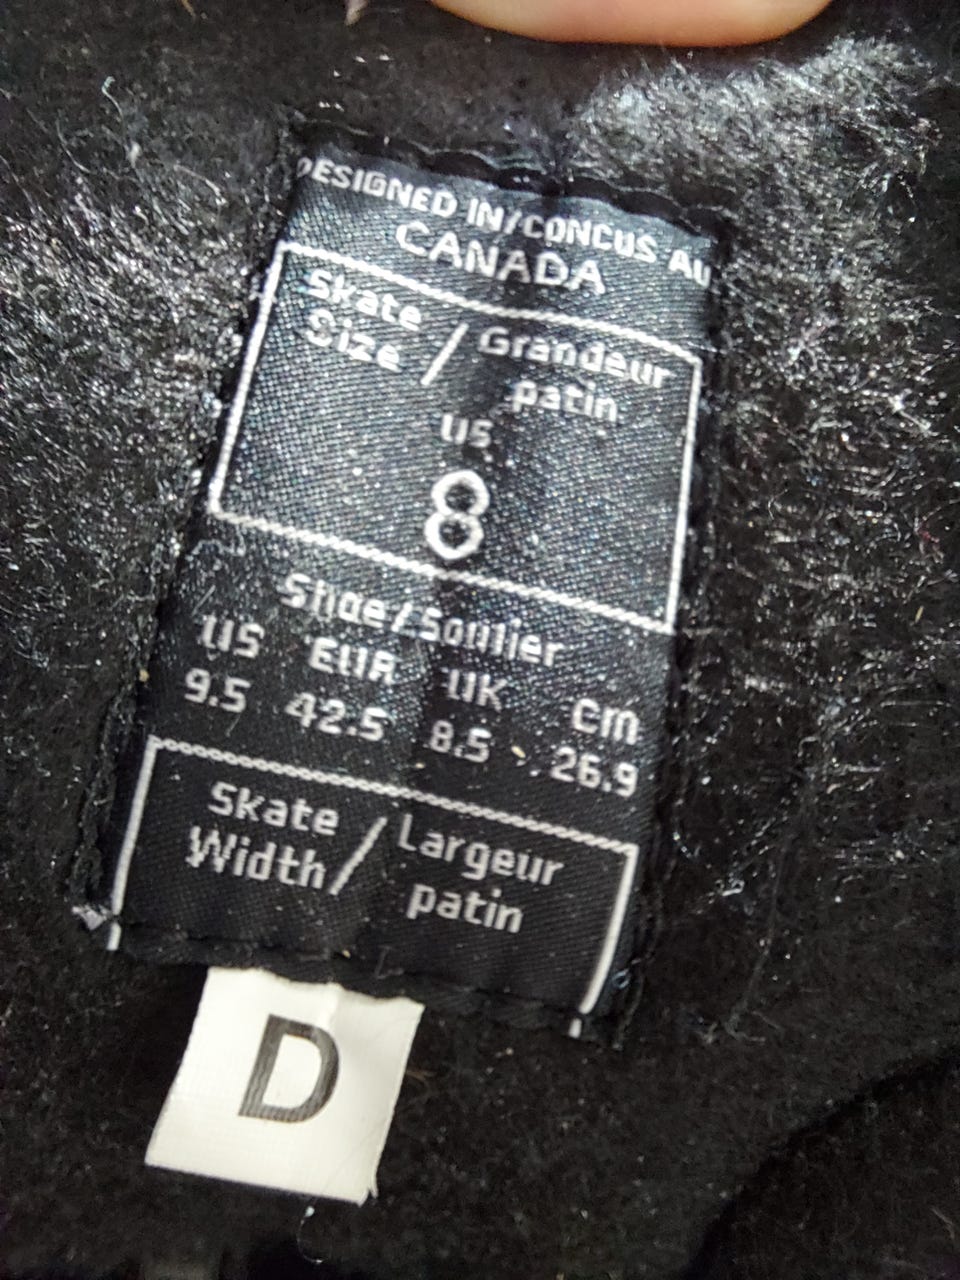 DESIGNED IN/CONCUS AU
CANADA
Skate Size / Grandeur patin
US
8
Shoe/Soulier
US EUR UK cm
9.5 42.5 8.5 26.9
Skate Width / Largeur patin
D